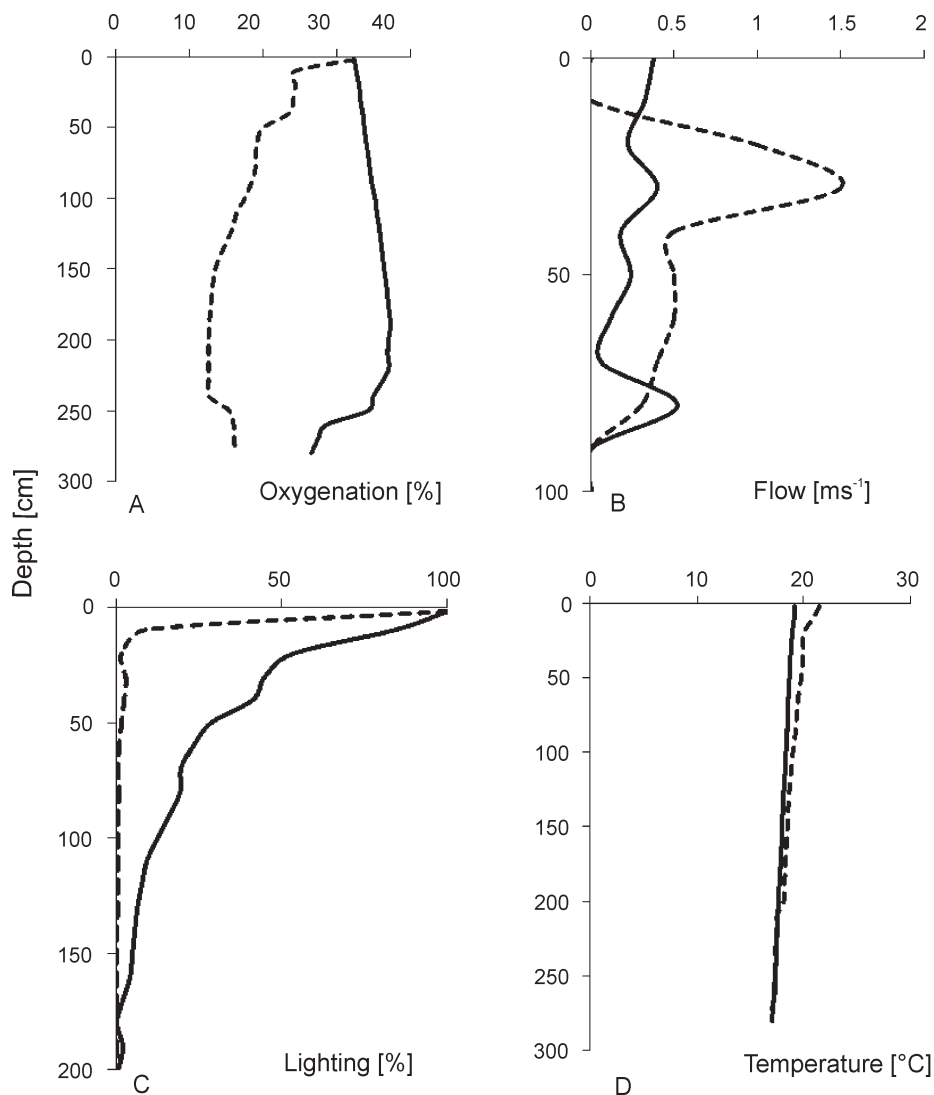 0 10 20 30 40
0
50
100
150
200
250
300
A
Oxygenation [%]
0 0.5 1 1.5 2
0
50
100
B
Flow [ms-1]
Depth [cm]
0 50 100
0
50
100
150
200
C
Lighting [%]
0 10 20 30
0
50
100
150
200
250
300
D
Temperature [°C]